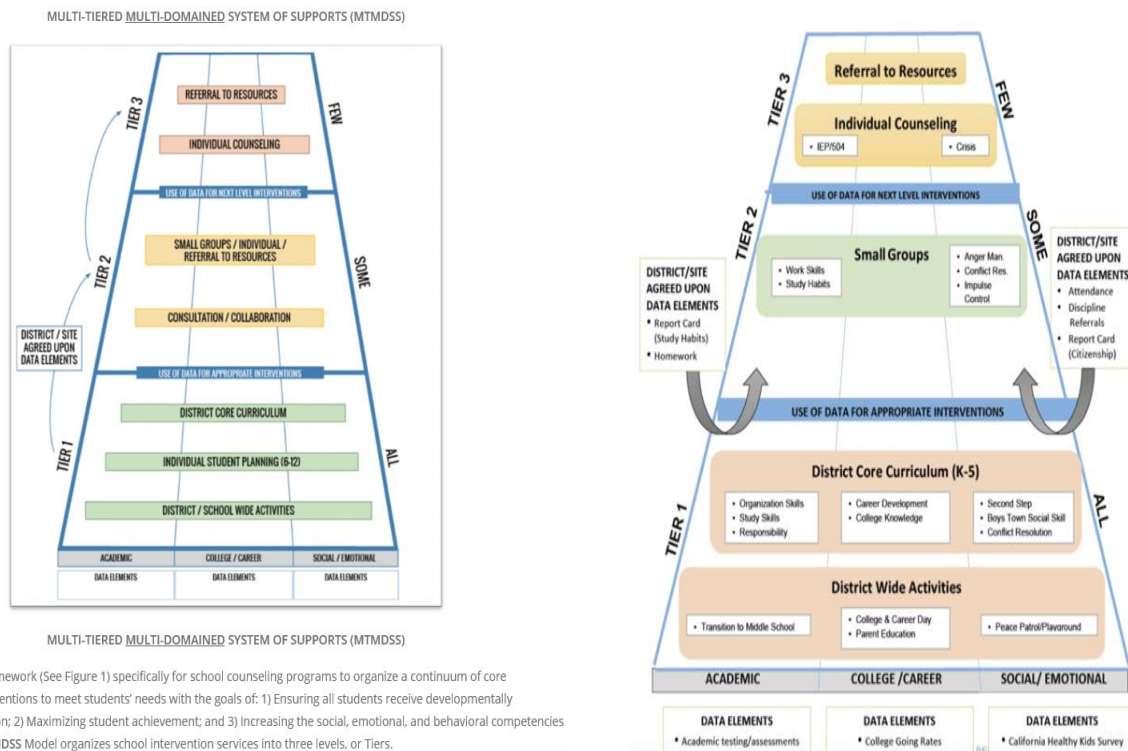 MULTI-TIERED MULTI-DOMAINED SYSTEM OF SUPPORTS (MTMDSS)
TIER 3
FEW
REFERRAL TO RESOURCES
INDIVIDUAL COUNSELING
USE OF DATA FOR NEXT LEVEL INTERVENTIONS
TIER 2
SOME
SMALL GROUPS / INDIVIDUAL /
REFERRAL TO RESOURCES
CONSULTATION / COLLABORATION
DISTRICT / SITE
AGREED UPON
DATA ELEMENTS
USE OF DATA FOR APPROPRIATE INTERVENTIONS
TIER 1
ALL
DISTRICT CORE CURRICULUM
INDIVIDUAL STUDENT PLANNING (6-12)
DISTRICT / SCHOOL WIDE ACTIVITIES
ACADEMIC
COLLEGE / CAREER
SOCIAL / EMOTIONAL
DATA ELEMENTS
DATA ELEMENTS
DATA ELEMENTS
MULTI-TIERED MULTI-DOMAINED SYSTEM OF SUPPORTS (MTMDSS)
mework (See Figure 1) specifically for school counseling programs to organize a continuum of core
entions to meet students' needs with the goals of: 1) Ensuring all students receive developmentally
on; 2) Maximizing student achievement; and 3) Increasing the social, emotional, and behavioral competencies
DSS Model organizes school intervention services into three levels, or Tiers.
TIER 3
FEW
Referral to Resources
Individual Counseling
• IEP/504
• Crisis
USE OF DATA FOR NEXT LEVEL INTERVENTIONS
TIER 2
SOME
Small Groups
• Work Skills
• Study Habits
• Anger Man.
• Conflict Res.
• Impulse
Control
DISTRICT/SITE
AGREED UPON
DATA ELEMENTS
• Report Card
(Study Habits)
• Homework
DISTRICT/SITE
AGREED UPON
DATA ELEMENTS
• Attendance
• Discipline
Referrals
• Report Card
(Citizenship)
USE OF DATA FOR APPROPRIATE INTERVENTIONS
TIER 1
ALL
District Core Curriculum (K-5)
• Organization Skills
• Study Skills
• Responsibility
• Career Development
• College Knowledge
• Second Step
• Boys Town Social Skill
• Conflict Resolution
District Wide Activities
• Transition to Middle School
• College & Career Day
• Parent Education
• Peace Patrol/Playground
ACADEMIC
COLLEGE /CAREER
SOCIAL/ EMOTIONAL
DATA ELEMENTS
• Academic testing/assessments
DATA ELEMENTS
• College Going Rates
DATA ELEMENTS
• California Healthy Kids Survey